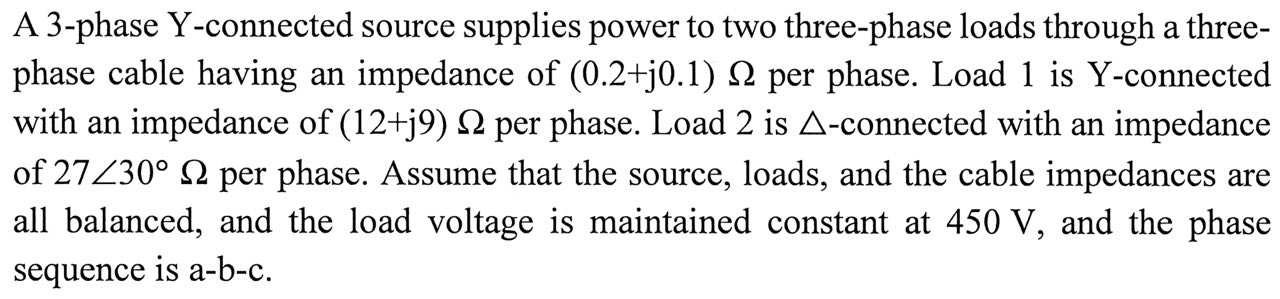 A 3-phase Y-connected source supplies power to two three-phase loads through a three-
phase cable having an impedance of (0.2+j0.1) Ω per phase. Load 1 is Y-connected
with an impedance of (12+j9) Ω per phase. Load 2 is △-connected with an impedance
of 27∠30° Ω per phase. Assume that the source, loads, and the cable impedances are
all balanced, and the load voltage is maintained constant at 450 V, and the phase
sequence is a-b-c.